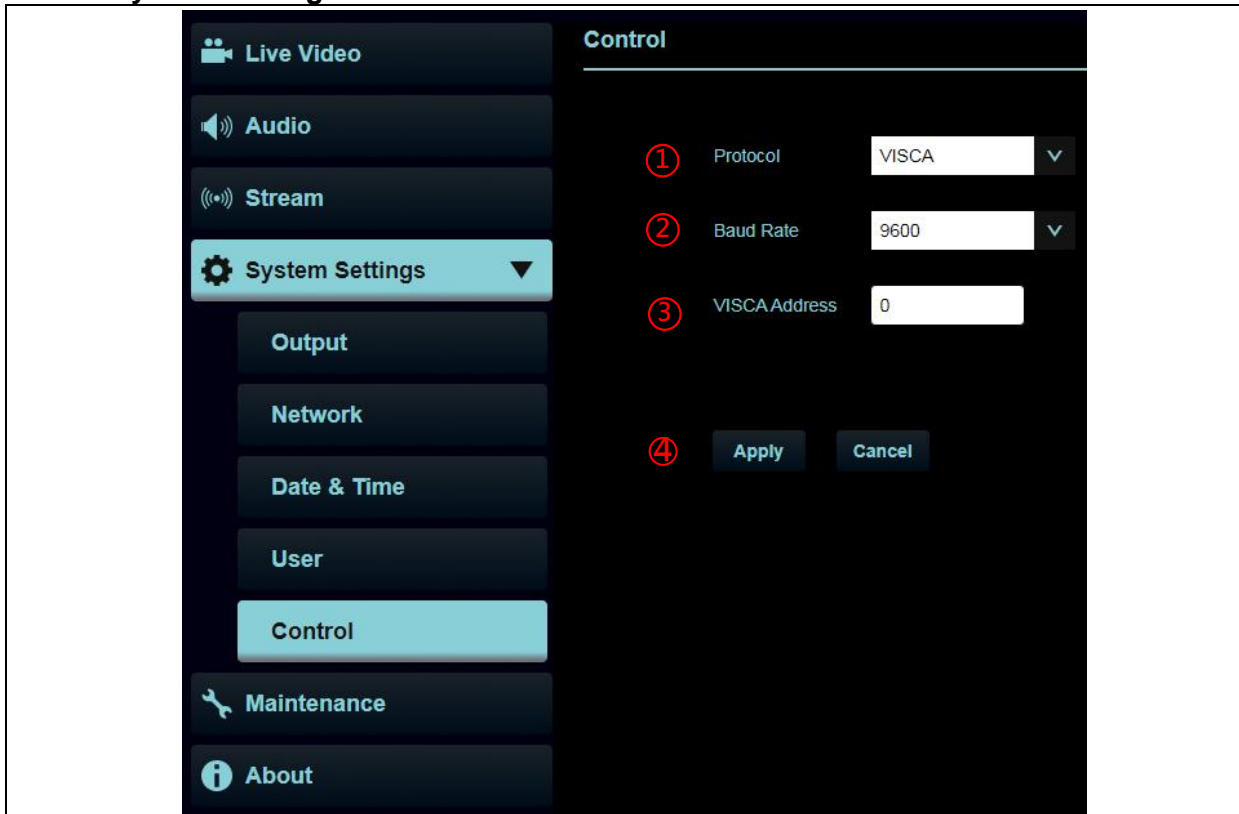 Live Video
Audio
Stream
System Settings
Output
Network
Date & Time
User
Control
Maintenance
About
Control
① Protocol VISCA
② Baud Rate 9600
③ VISCA Address 0
④ Apply Cancel